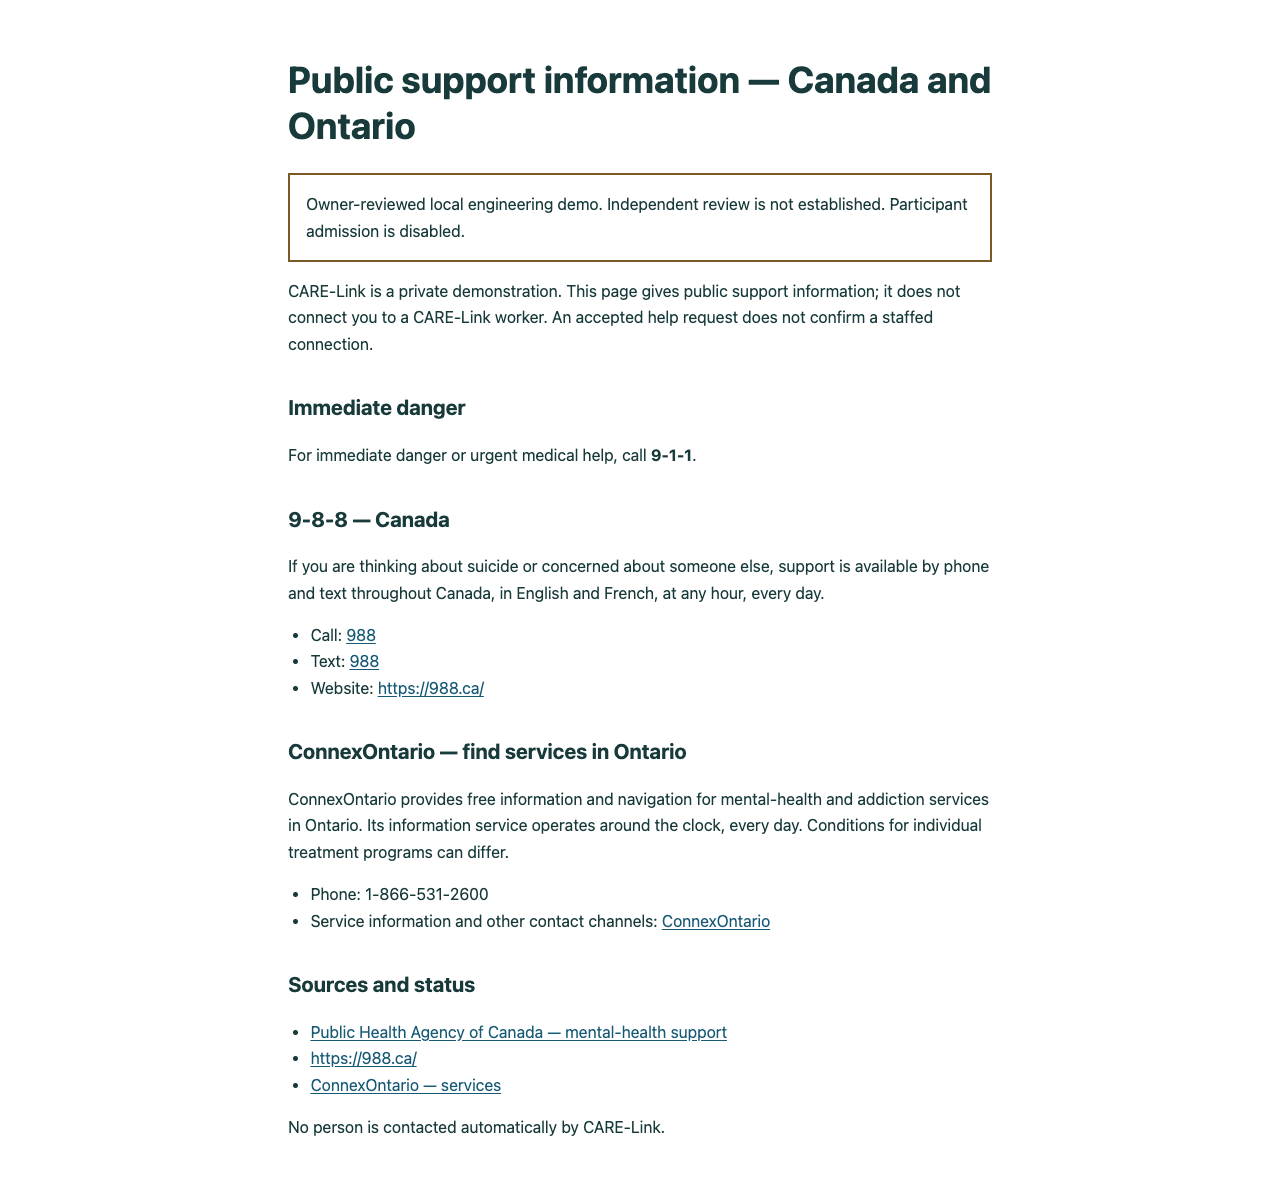 Public support information — Canada and
Ontario
Owner-reviewed local engineering demo. Independent review is not established. Participant
admission is disabled.
CARE-Link is a private demonstration. This page gives public support information; it does not
connect you to a CARE-Link worker. An accepted help request does not confirm a staffed
connection.
Immediate danger
For immediate danger or urgent medical help, call 9-1-1.
9-8-8 — Canada
If you are thinking about suicide or concerned about someone else, support is available by phone
and text throughout Canada, in English and French, at any hour, every day.
• Call: 988
• Text: 988
• Website: https://988.ca/
ConnexOntario — find services in Ontario
ConnexOntario provides free information and navigation for mental-health and addiction services
in Ontario. Its information service operates around the clock, every day. Conditions for individual
treatment programs can differ.
• Phone: 1-866-531-2600
• Service information and other contact channels: ConnexOntario
Sources and status
• Public Health Agency of Canada — mental-health support
• https://988.ca/
• ConnexOntario — services
No person is contacted automatically by CARE-Link.